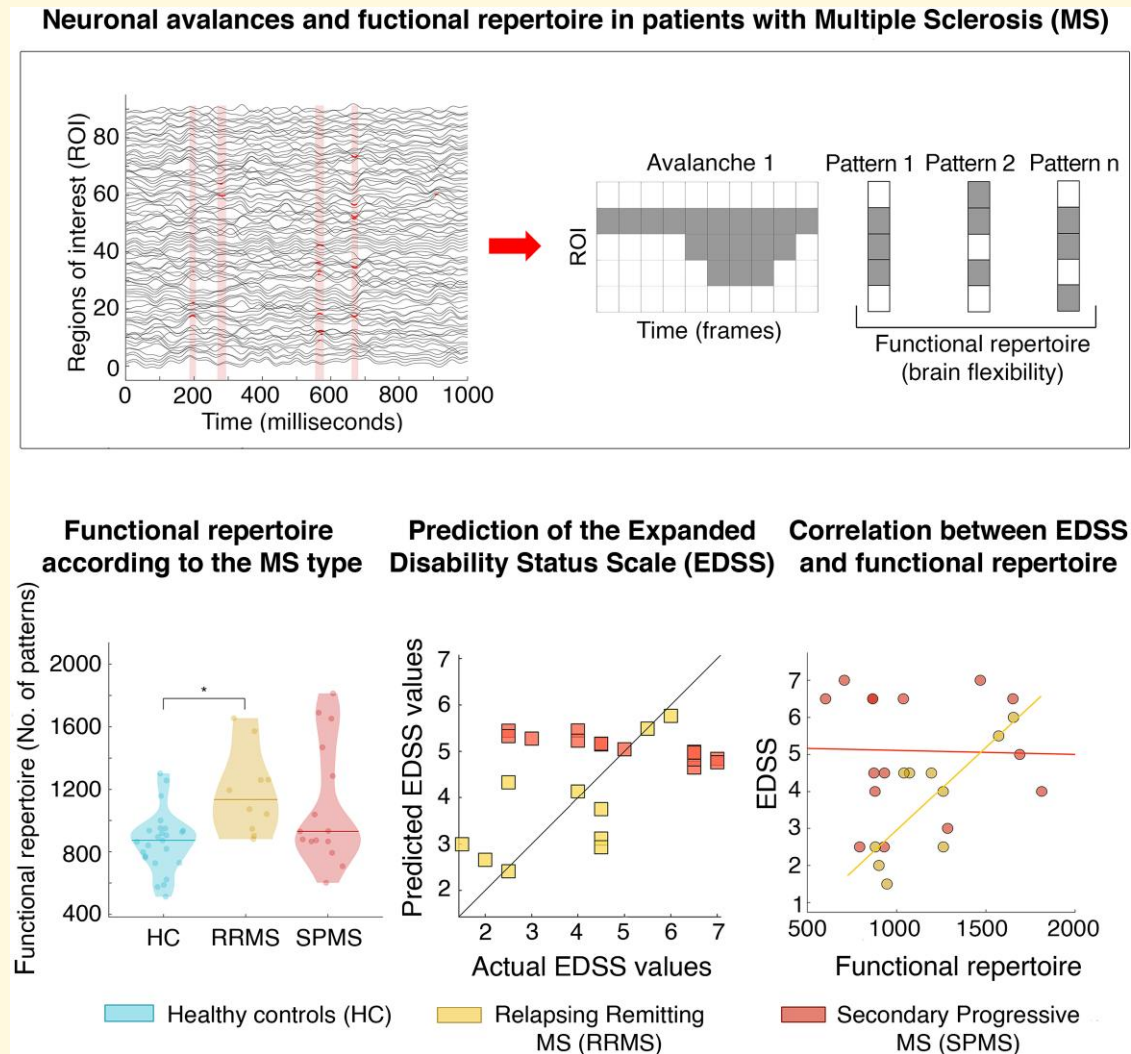 Neuronal avalances and fuctional repertoire in patients with Multiple Sclerosis (MS)
Regions of interest (ROI)
80
60
40
20
0
0 200 400 600 800 1000
Time (milliseconds)
Avalanche 1
ROI
Time (frames)
Pattern 1 Pattern 2 Pattern n
Functional repertoire
(brain flexibility)
Functional repertoire
according to the MS type
Functional repertoire (No. of patterns)
2000
1600
1200
800
400
*
HC RRMS SPMS
Prediction of the Expanded
Disability Status Scale (EDSS)
Predicted EDSS values
7
6
5
4
3
2
2 3 4 5 6 7
Actual EDSS values
Correlation between EDSS
and functional repertoire
EDSS
7
6
5
4
3
2
1
500 1000 1500 2000
Functional repertoire
Healthy controls (HC)
Relapsing Remitting
MS (RRMS)
Secondary Progressive
MS (SPMS)